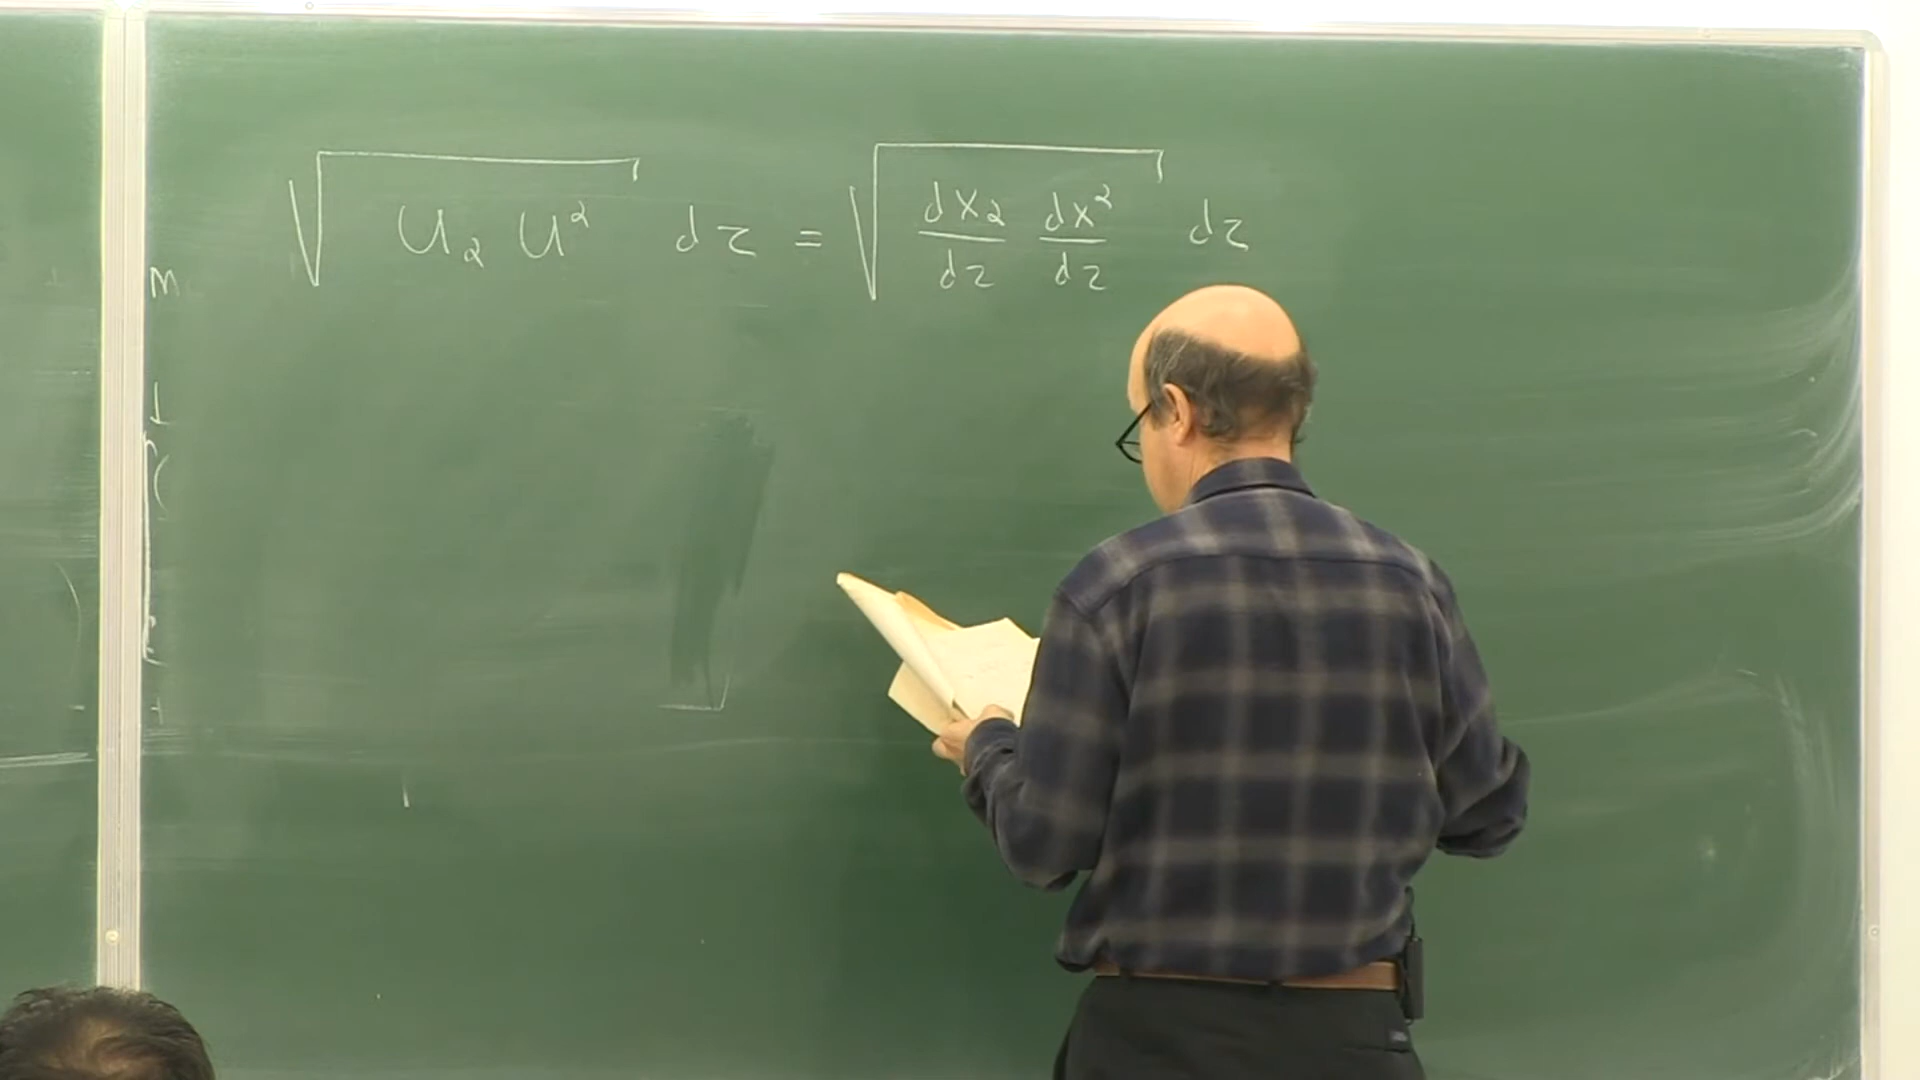 √(U₂ U²) dz = √(dx₂/dz dx²/dz) dz
m